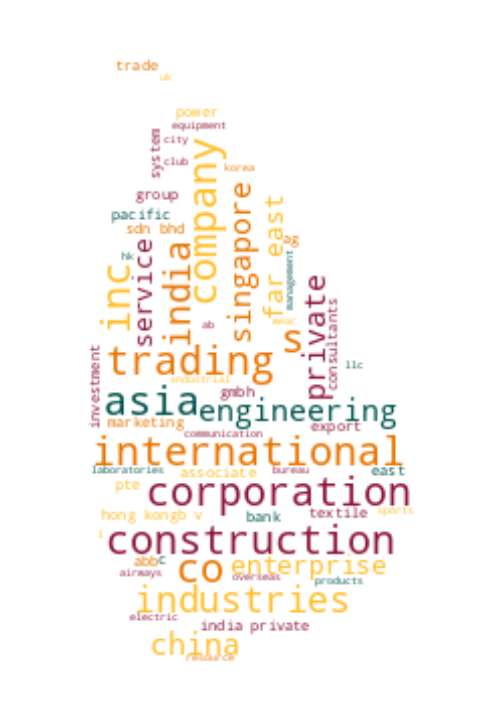 trade
uk
power
equipment
city
system
club
company
korea
group
singapore
far east
pacific
sdn bhd
ag
service
india
hk
management
inc
private
ab
near
consultants
s
trading
investment
llc
industrial
asia
gmbh
engineering
marketing
export
communication
international
laboratories
associate
bureau
east
pte
corporation
hong kong
b v
bank
textile
sports
i
construction
abb
c
co
enterprise
airways
overseas
products
industries
electric
india private
china
resource